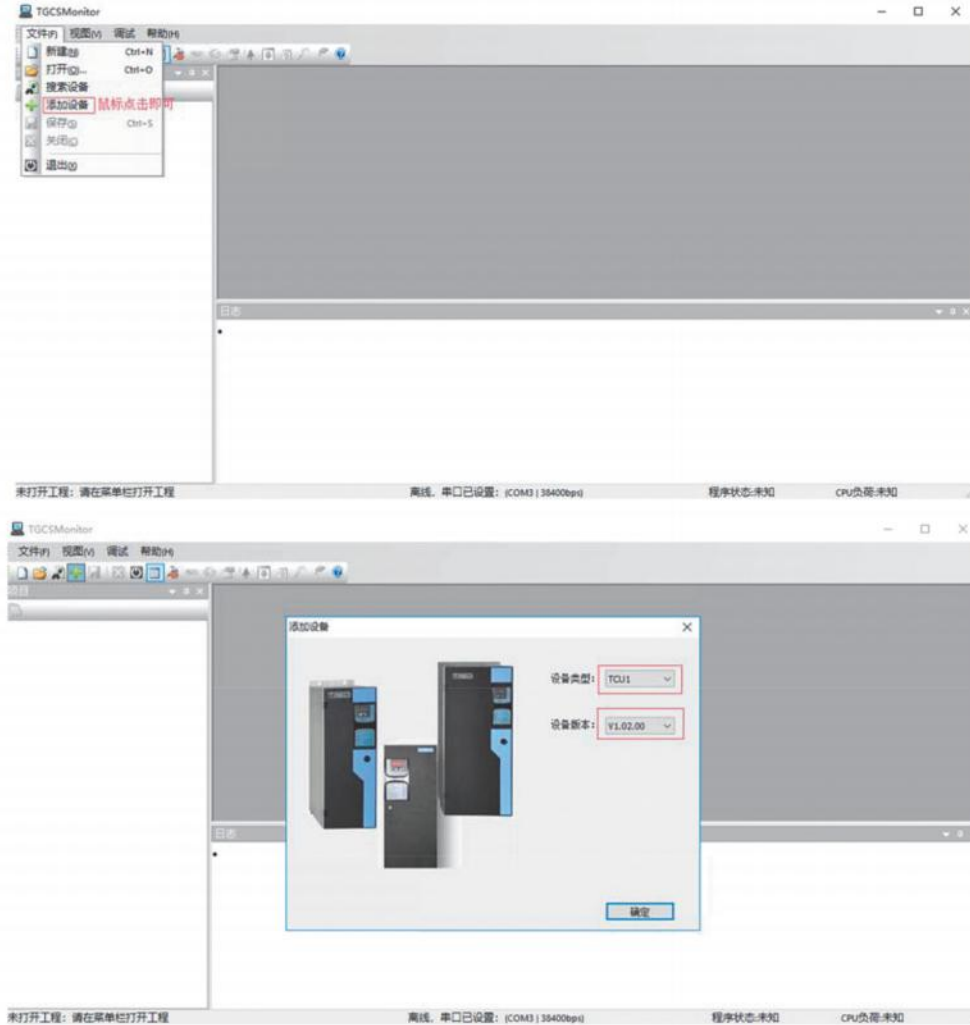 TGCSMonitor
文件(F) 视图(V) 调试 帮助(H)
新建(N) Ctrl+N
打开(O)... Ctrl+O
搜索设备
添加设备 鼠标点击即可
保存(S) Ctrl+S
关闭(C)
退出(X)
日志
未打开工程：请在菜单栏打开工程 离线，串口已设置：(COM3 | 38400bps) 程序状态:未知 CPU负荷:未知
TGCSMonitor
文件(F) 视图(V) 调试 帮助(H)
项目
添加设备
设备类型： TCU1
设备版本： V1.02.00
日志
确定
未打开工程：请在菜单栏打开工程 离线，串口已设置：(COM3 | 38400bps) 程序状态:未知 CPU负荷:未知